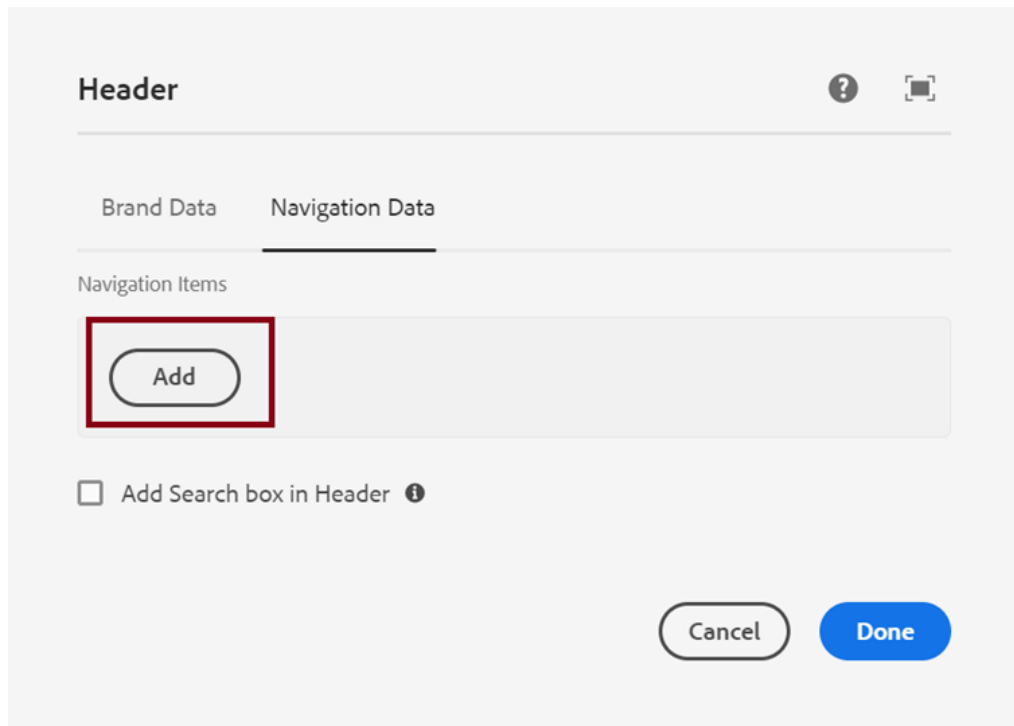 Header
Brand Data Navigation Data
Navigation Items
Add
Add Search box in Header
Cancel Done